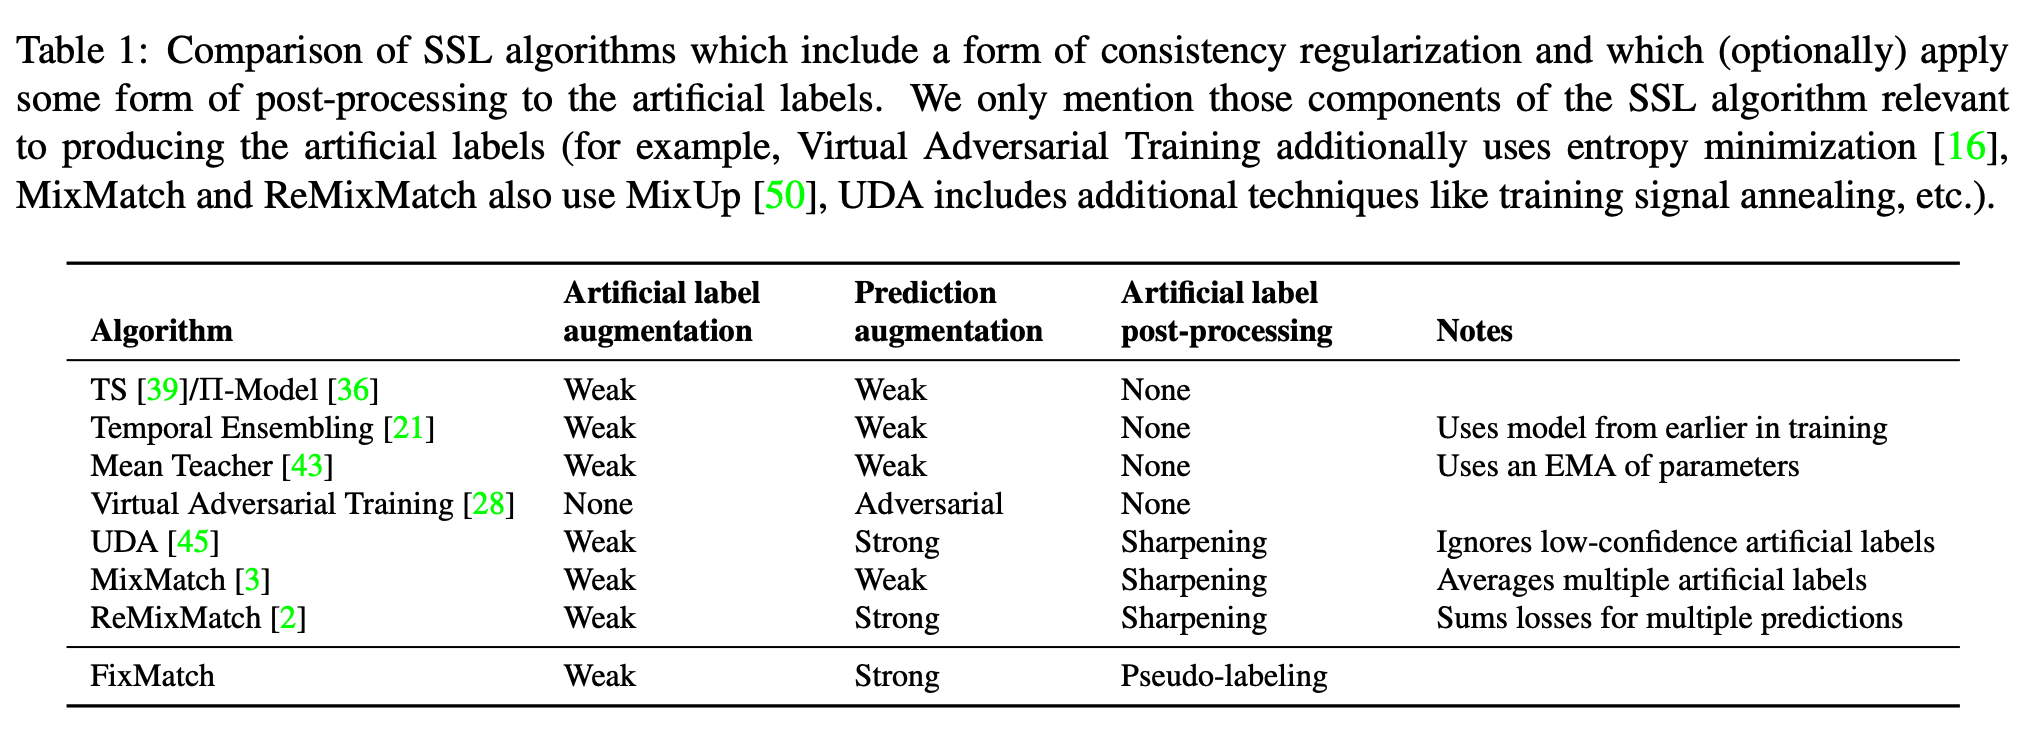 Table 1: Comparison of SSL algorithms which include a form of consistency regularization and which (optionally) apply
some form of post-processing to the artificial labels. We only mention those components of the SSL algorithm relevant
to producing the artificial labels (for example, Virtual Adversarial Training additionally uses entropy minimization [16],
MixMatch and ReMixMatch also use MixUp [50], UDA includes additional techniques like training signal annealing, etc.).
Artificial label Prediction Artificial label
Algorithm augmentation augmentation post-processing Notes
TS [39]/Π-Model [36] Weak Weak None
Temporal Ensembling [21] Weak Weak None Uses model from earlier in training
Mean Teacher [43] Weak Weak None Uses an EMA of parameters
Virtual Adversarial Training [28] None Adversarial None
UDA [45] Weak Strong Sharpening Ignores low-confidence artificial labels
MixMatch [3] Weak Weak Sharpening Averages multiple artificial labels
ReMixMatch [2] Weak Strong Sharpening Sums losses for multiple predictions
FixMatch Weak Strong Pseudo-labeling